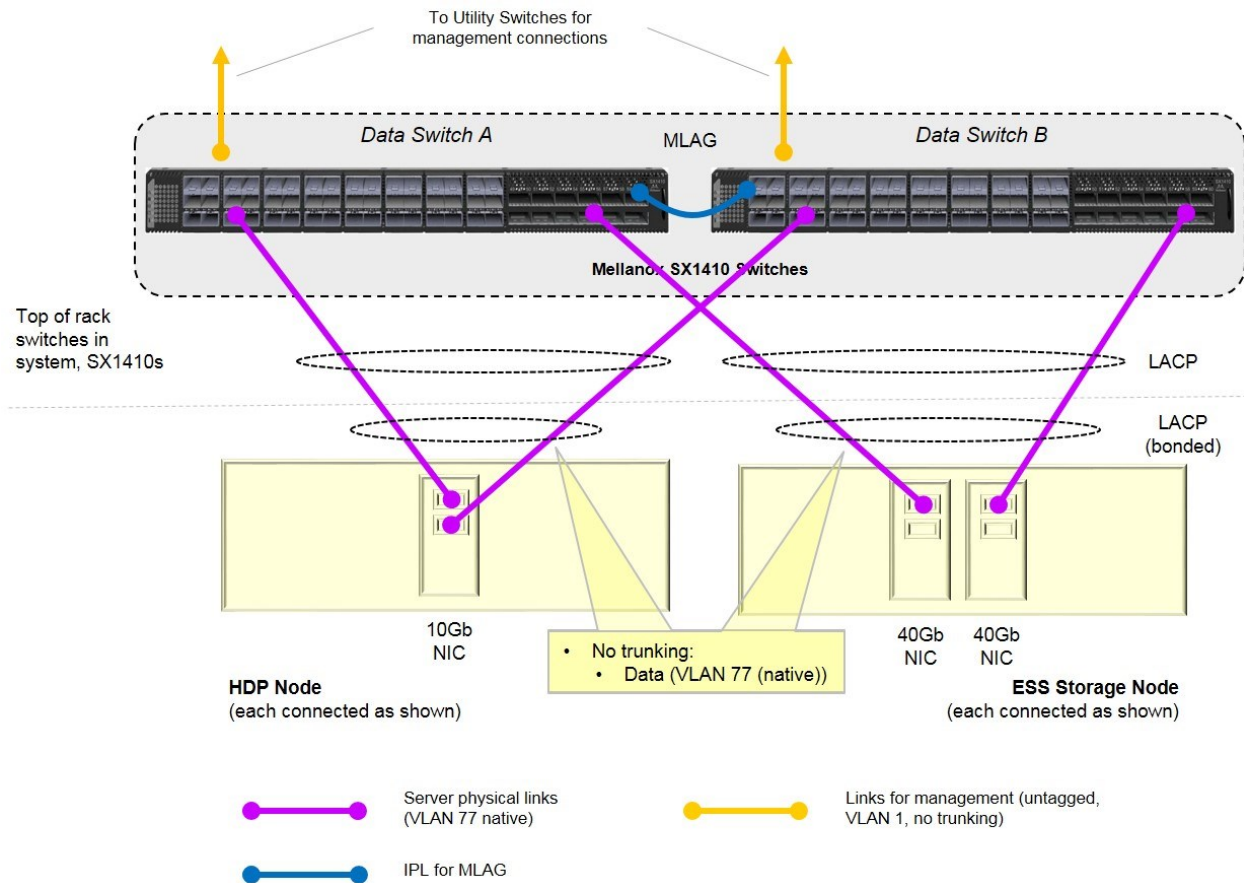 To Utility Switches for
management connections
Data Switch A
MLAG
Data Switch B
Mellanox SX1410 Switches
Top of rack
switches in
system, SX1410s
LACP
LACP
(bonded)
10Gb
NIC
40Gb
NIC
40Gb
NIC
• No trunking:
• Data (VLAN 77 (native))
HDP Node
(each connected as shown)
ESS Storage Node
(each connected as shown)
Server physical links
(VLAN 77 native)
Links for management (untagged,
VLAN 1, no trunking)
IPL for MLAG